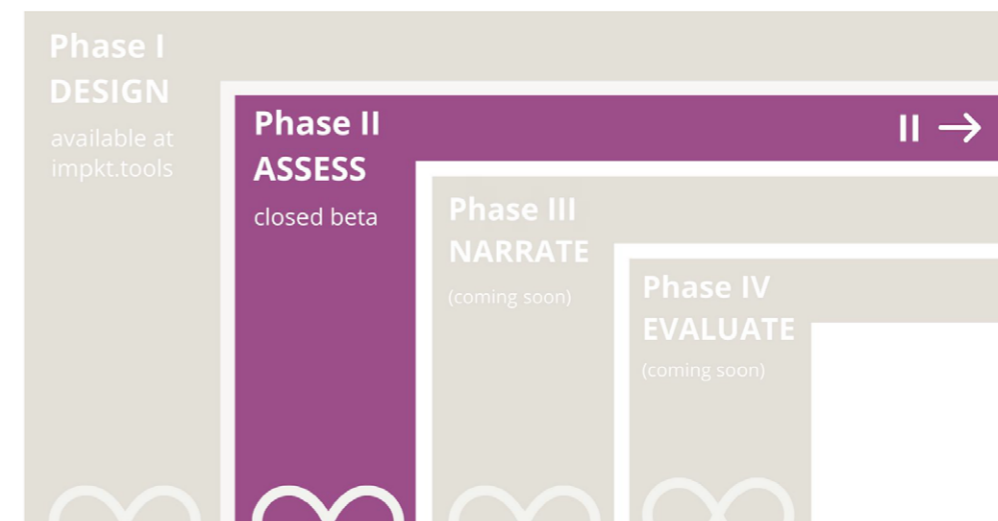 Phase I
DESIGN
available at
impkt.tools
Phase II
ASSESS
closed beta
II →
Phase III
NARRATE
(coming soon)
Phase IV
EVALUATE
(coming soon)